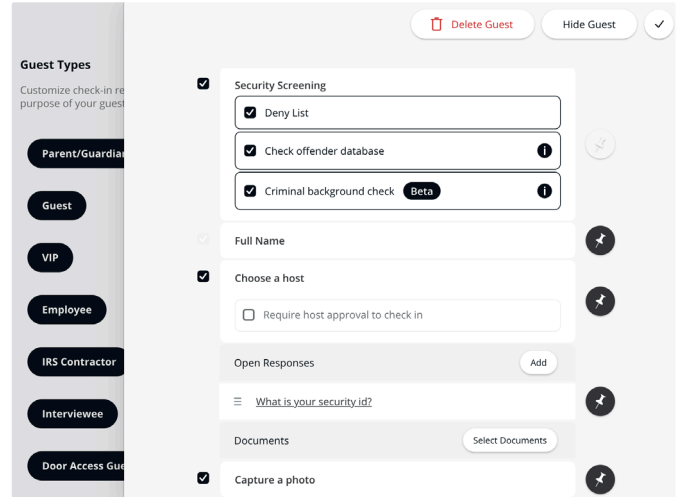 Delete Guest
Hide Guest
Guest Types
Customize check-in re
purpose of your guest
Parent/Guardian
Guest
VIP
Employee
IRS Contractor
Interviewee
Door Access Gue
Security Screening
Deny List
Check offender database
Criminal background check Beta
Full Name
Choose a host
Require host approval to check in
Open Responses
Add
What is your security id?
Documents
Select Documents
Capture a photo